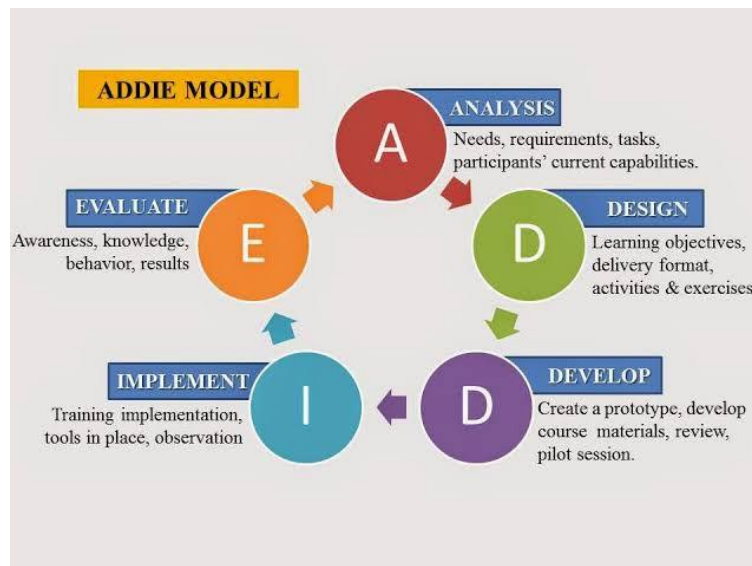 ADDIE MODEL
A
ANALYSIS
Needs, requirements, tasks,
participants’ current capabilities.
D
DESIGN
Learning objectives,
delivery format,
activities & exercises
D
DEVELOP
Create a prototype, develop
course materials, review,
pilot session.
I
IMPLEMENT
Training implementation,
tools in place, observation
E
EVALUATE
Awareness, knowledge,
behavior, results